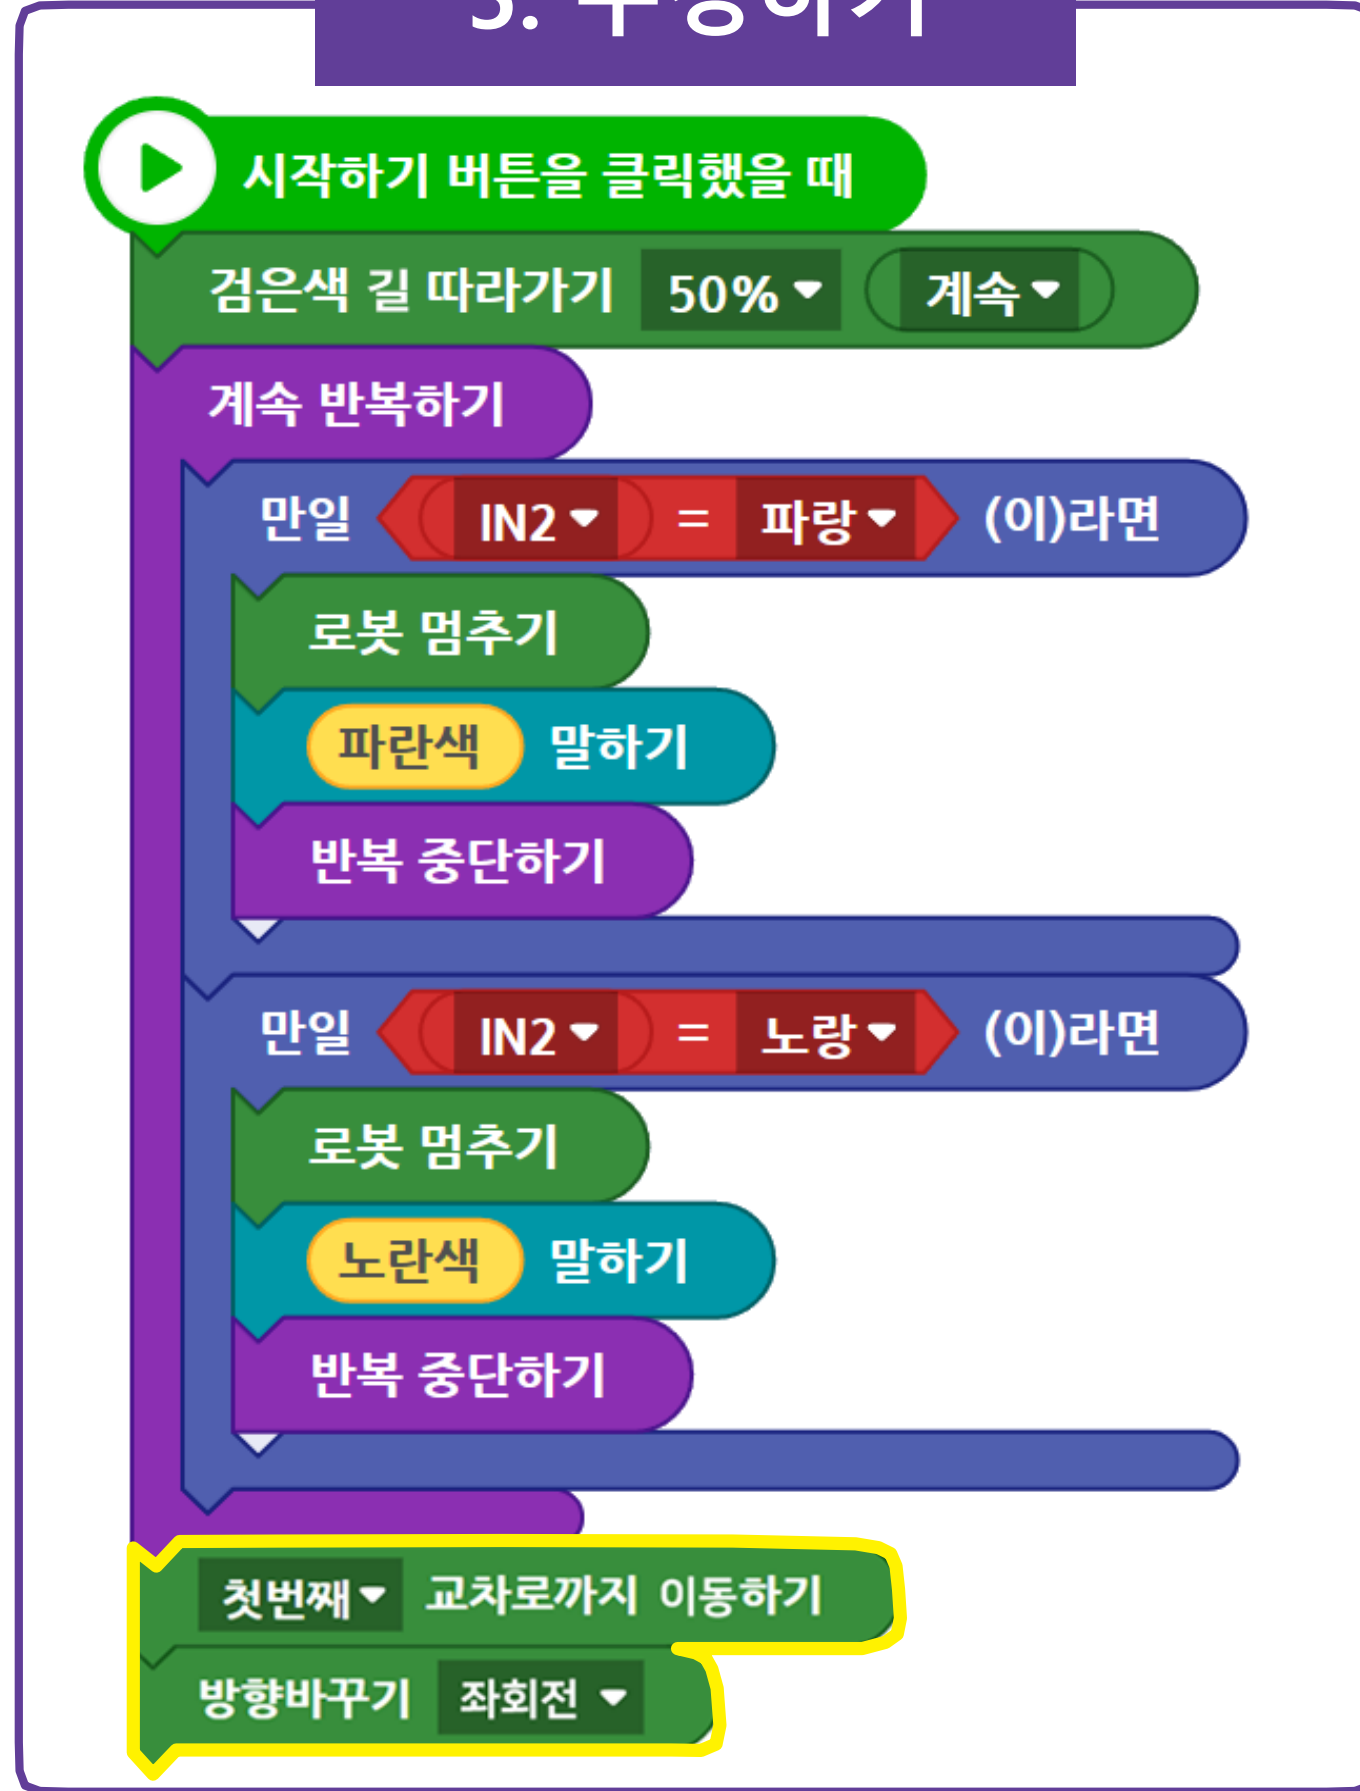 시작하기 버튼을 클릭했을 때
검은색 길 따라가기 50% 계속
계속 반복하기
만일 IN2 = 파랑 (이)라면
로봇 멈추기
파란색 말하기
반복 중단하기
만일 IN2 = 노랑 (이)라면
로봇 멈추기
노란색 말하기
반복 중단하기
첫번째 교차로까지 이동하기
방향바꾸기 좌회전